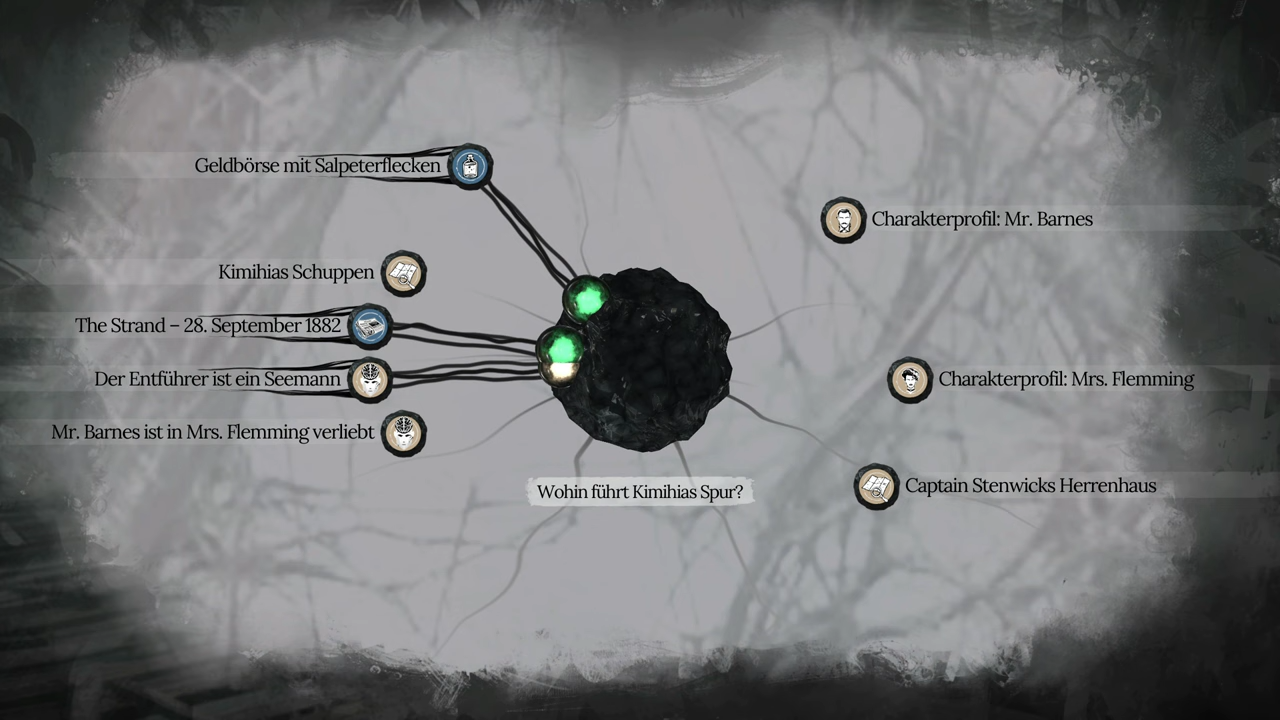 Geldbörse mit Salpeterflecken
Charakterprofil: Mr. Barnes
Kimihias Schuppen
The Strand – 28. September 1882
Der Entführer ist ein Seemann
Charakterprofil: Mrs. Flemming
Mr. Barnes ist in Mrs. Flemming verliebt
Captain Stenwicks Herrenhaus
Wohin führt Kimihias Spur?